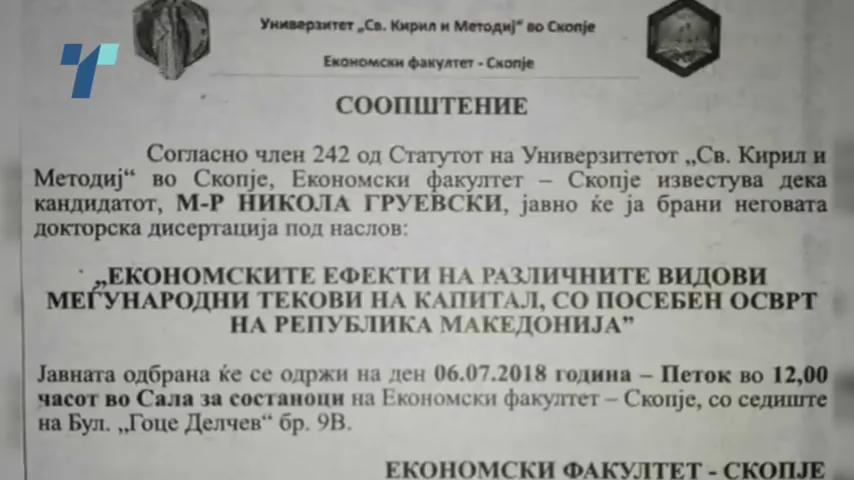 Универзитет „Св. Кирил и Методиј“ во Скопје
Економски факултет - Скопје
СООПШТЕНИЕ
Согласно член 242 од Статутот на Универзитетот „Св. Кирил и
Методиј“ во Скопје, Економски факултет – Скопје известува дека
кандидатот, М-Р НИКОЛА ГРУЕВСКИ, јавно ќе ја брани неговата
докторска дисертација под наслов:
„ЕКОНОМСКИТЕ ЕФЕКТИ НА РАЗЛИЧНИТЕ ВИДОВИ
МЕЃУНАРОДНИ ТЕКОВИ НА КАПИТАЛ, СО ПОСЕБЕН ОСВРТ
НА РЕПУБЛИКА МАКЕДОНИЈА”
Јавната одбрана ќе се одржи на ден 06.07.2018 година – Петок во 12,00
часот во Сала за состаноци на Економски факултет – Скопје, со седиште
на Бул. „Гоце Делчев“ бр. 9В.
ЕКОНОМСКИ ФАКУЛТЕТ - СКОПЈЕ